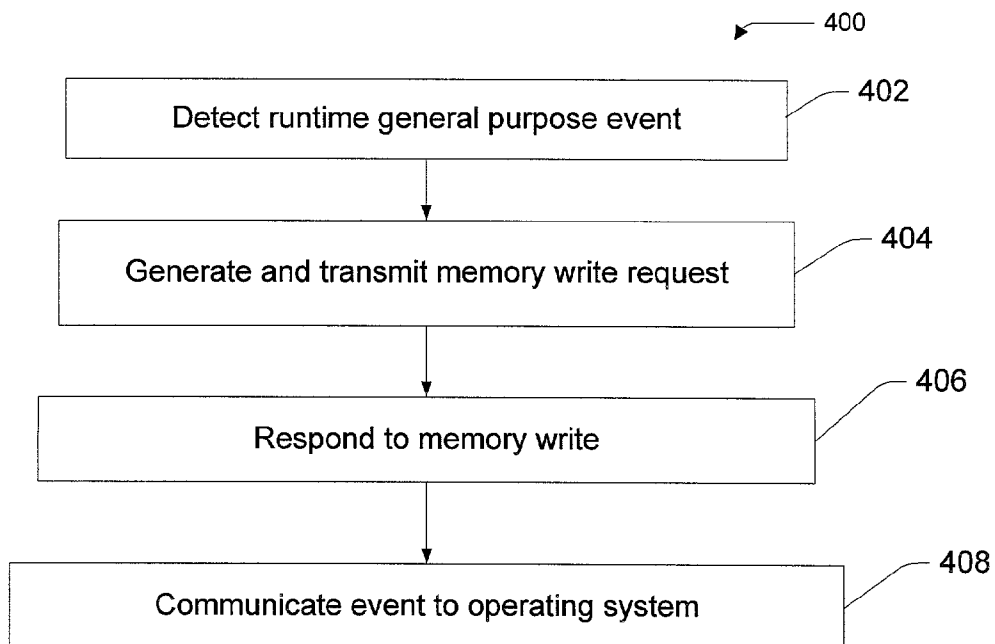 400
Detect runtime general purpose event
402
Generate and transmit memory write request
404
Respond to memory write
406
Communicate event to operating system
408